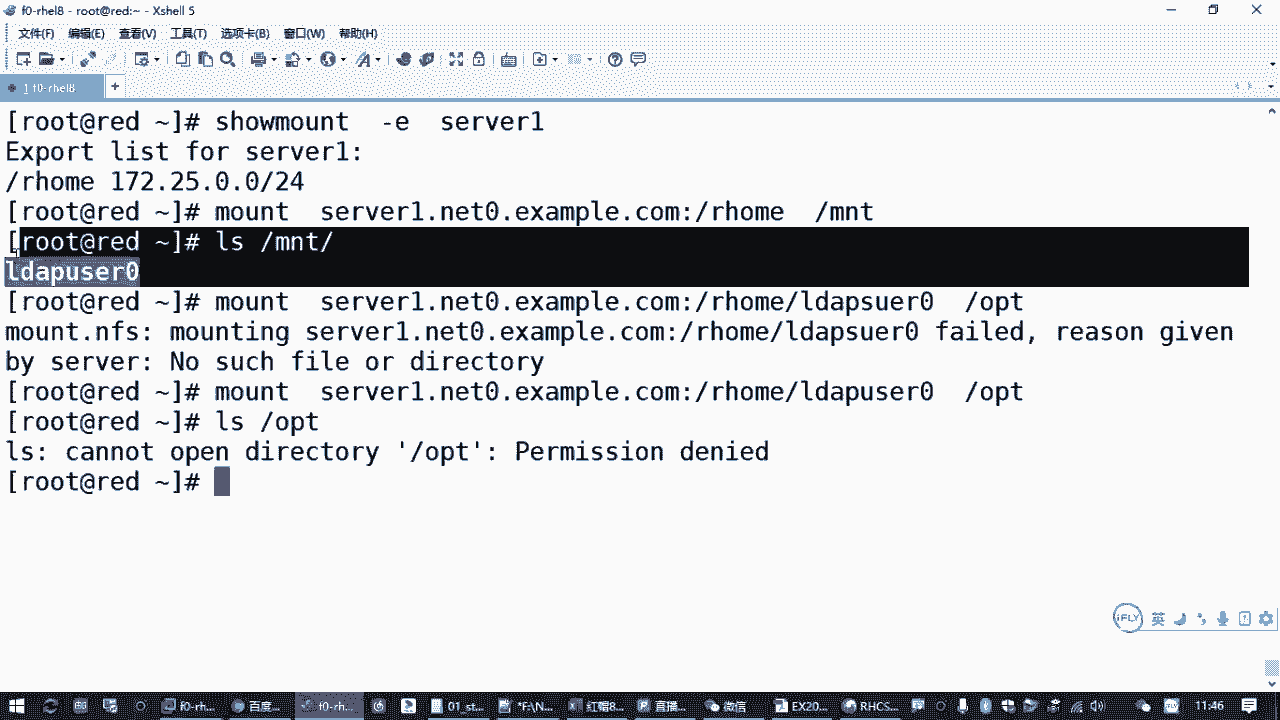 f0-rhel8 - root@red:~ - Xshell 5
文件(F) 编辑(E) 查看(V) 工具(T) 选项卡(B) 窗口(W) 帮助(H)
1 f0-rhel8
[root@red ~]# showmount  -e  server1
Export list for server1:
/rhome 172.25.0.0/24
[root@red ~]# mount  server1.net0.example.com:/rhome  /mnt
[root@red ~]# ls /mnt/
ldapuser0
[root@red ~]# mount  server1.net0.example.com:/rhome/ldapsuer0  /opt
mount.nfs: mounting server1.net0.example.com:/rhome/ldapsuer0 failed, reason given
by server: No such file or directory
[root@red ~]# mount  server1.net0.example.com:/rhome/ldapuser0  /opt
[root@red ~]# ls /opt
ls: cannot open directory '/opt': Permission denied
[root@red ~]#
iFLY 英
f0-rh... 百度... f0-rh... 01_st... *F:\N... 红帽8... 直播... 微信 EX20... RHCS... 11:46